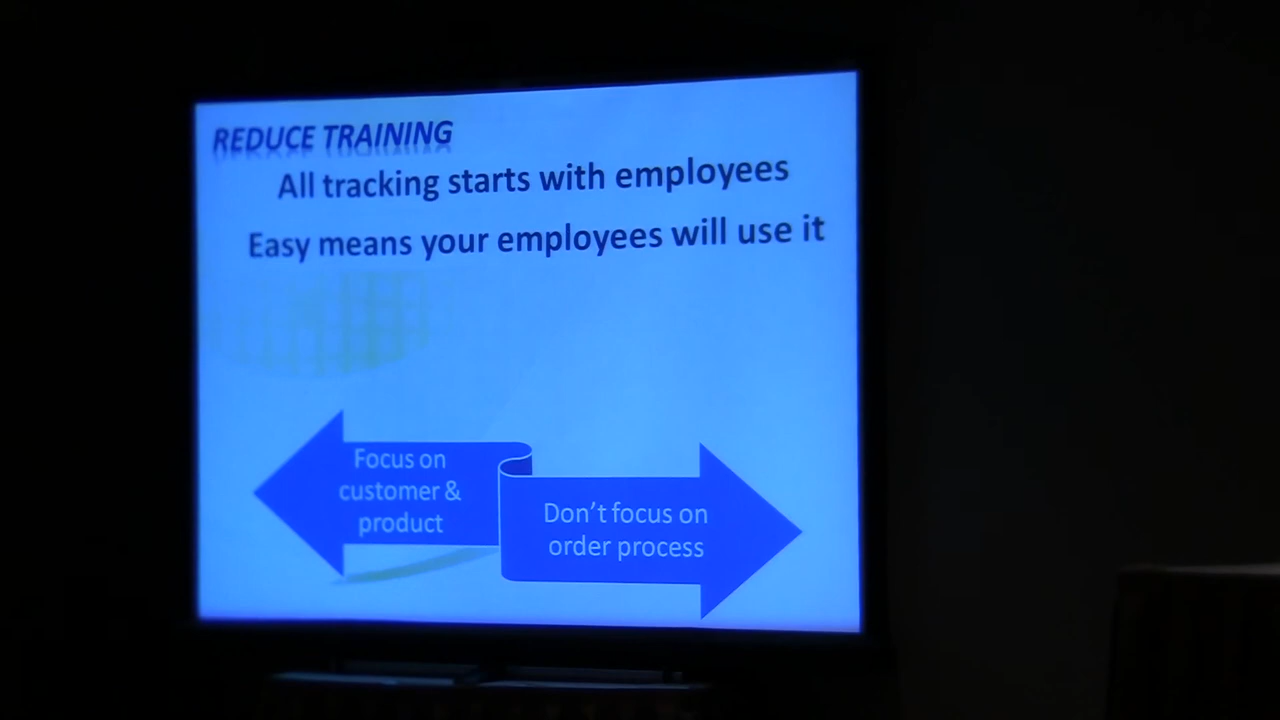 REDUCE TRAINING
All tracking starts with employees
Easy means your employees will use it
Focus on
customer &
product
Don't focus on
order process